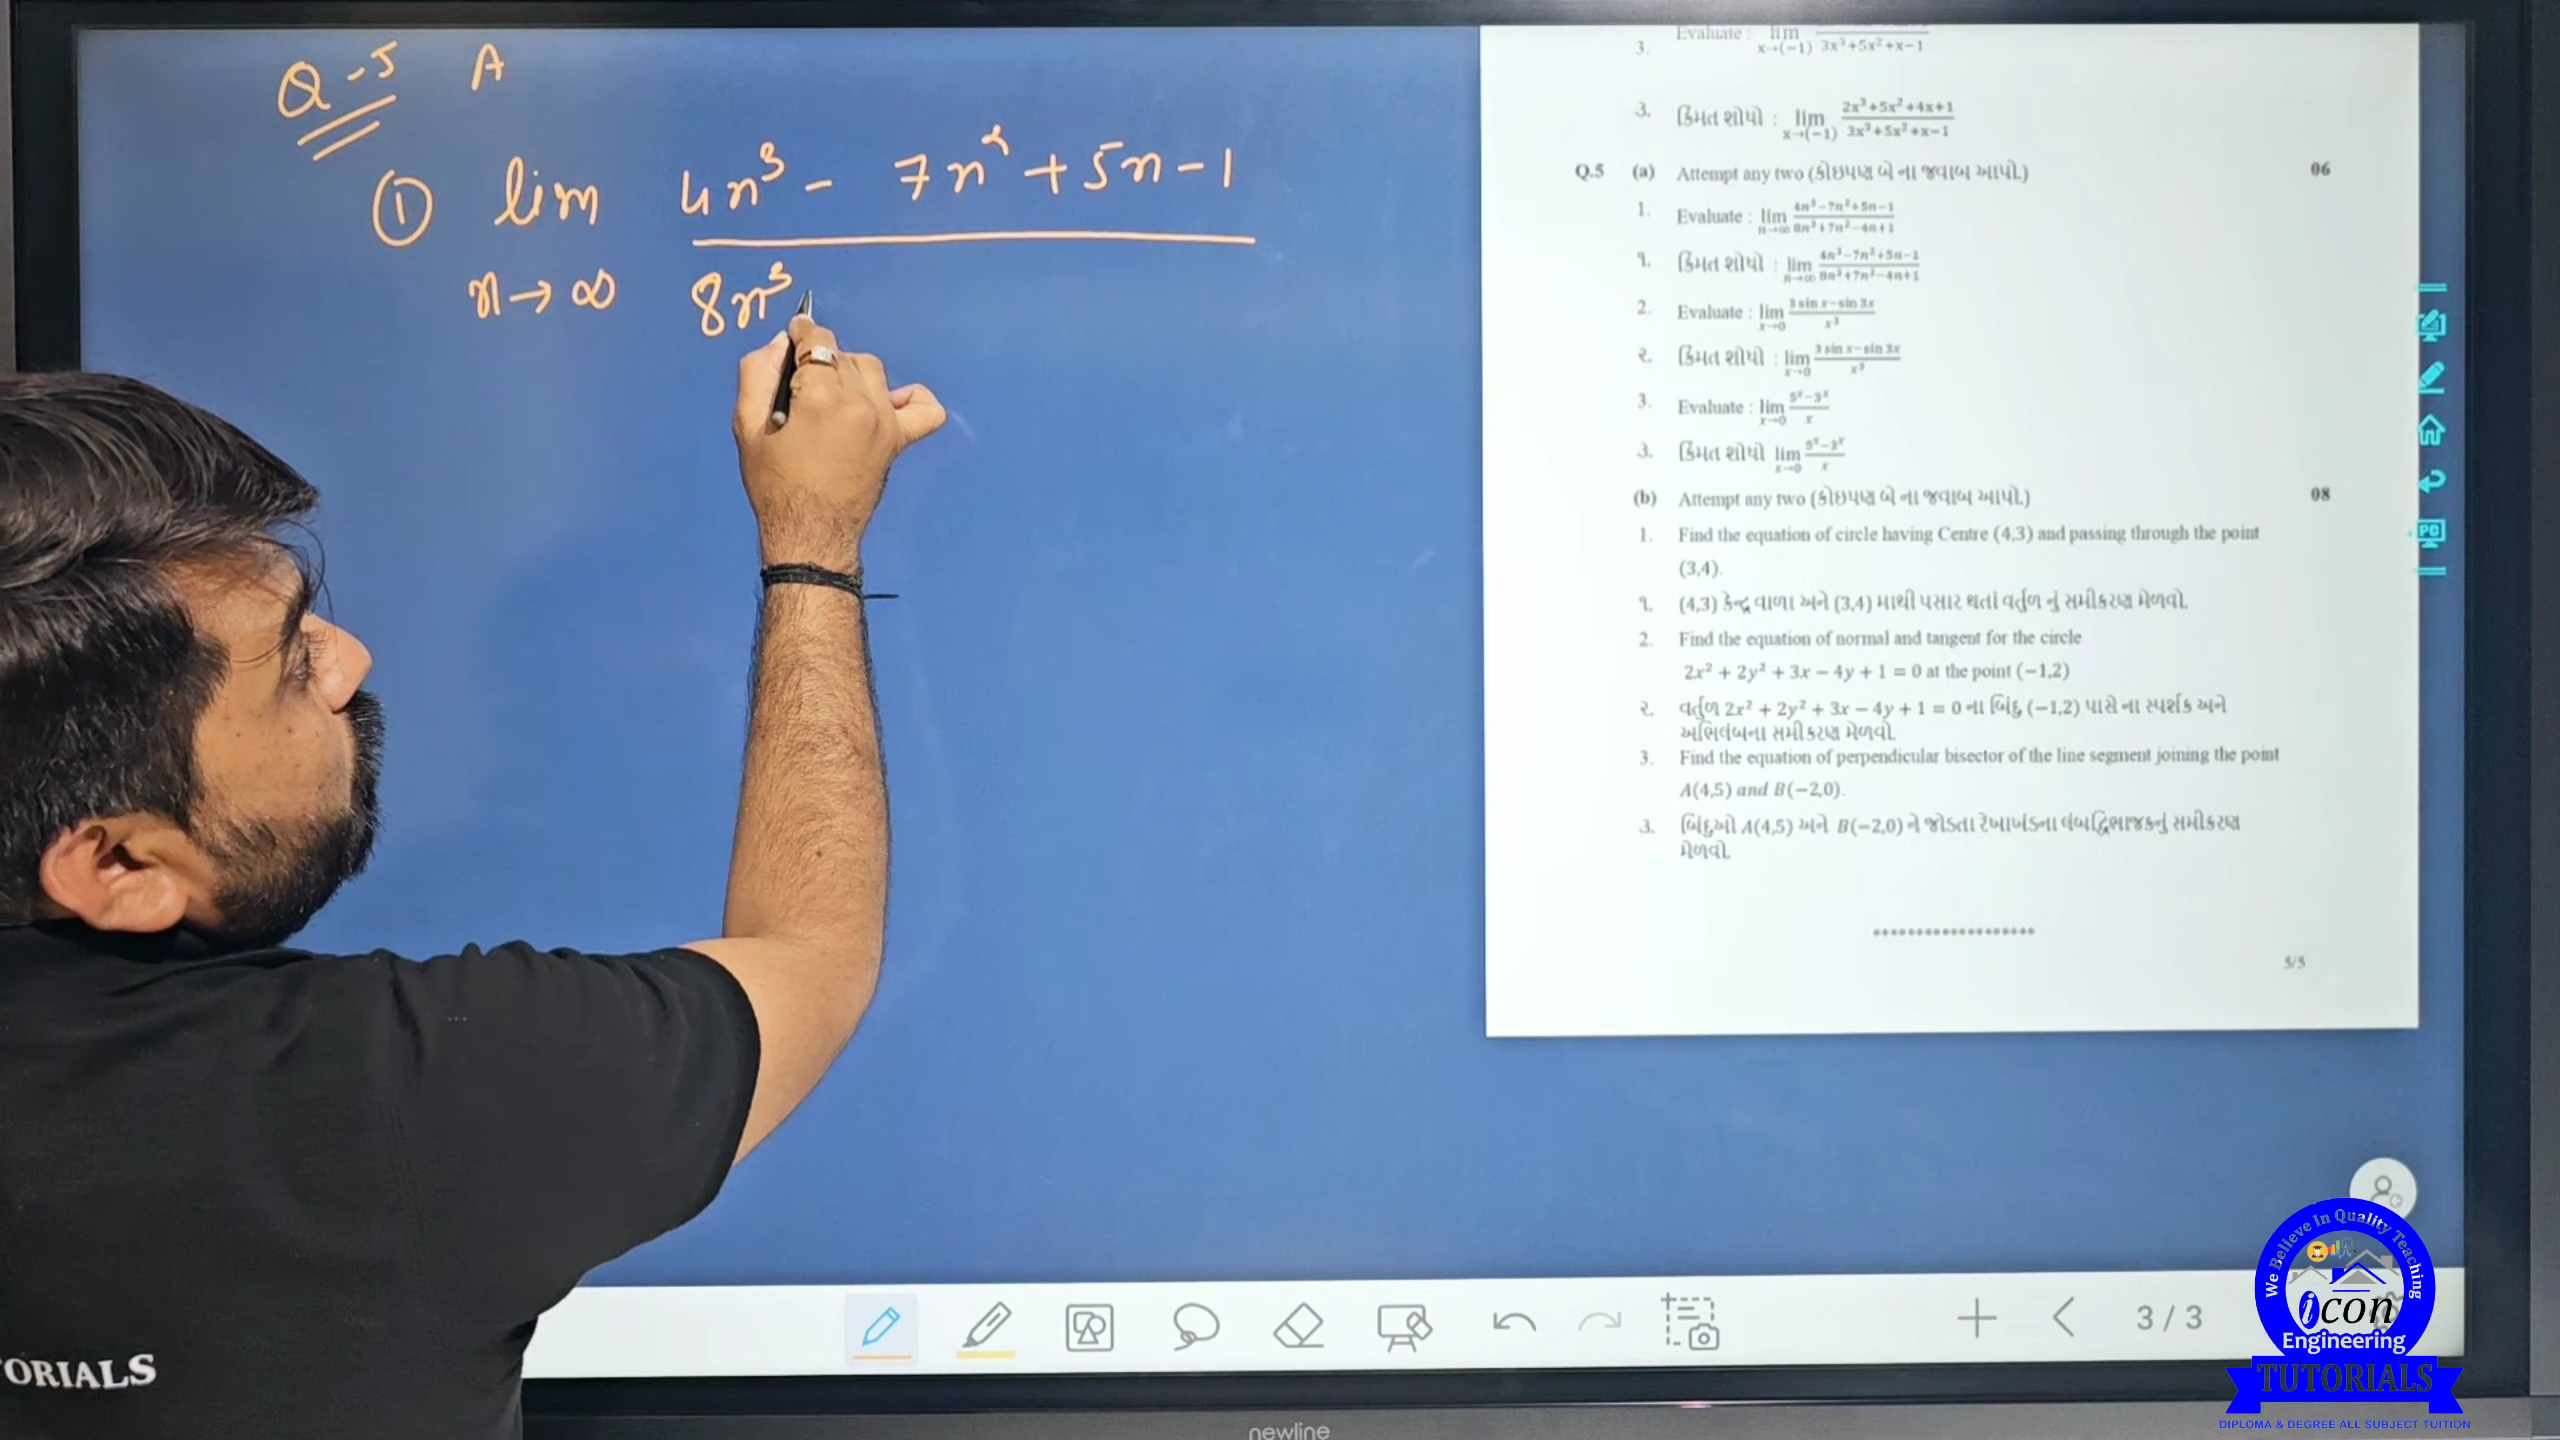 Q-5 A
① lim 4n³ - 7n² + 5n - 1
n→∞ 8n³
3. Evaluate : lim x→(−1) 3x³+5x²+x−1
3. કિંમત શોધો : lim x→(−1) 2x³+5x²+4x+1 / 3x³+5x²+x−1
Q.5 (a) Attempt any two (કોઇપણ બે ના જવાબ આપો.) 06
1. Evaluate : lim n→∞ 4n³−7n²+5n−1 / 8n³+7n²−4n+1
૧. કિંમત શોધો : lim n→∞ 4n³−7n²+5n−1 / 8n³+7n²−4n+1
2. Evaluate : lim x→0 3 sin x−sin 3x / x³
૨. કિંમત શોધો : lim x→0 3 sin x−sin 3x / x³
3. Evaluate : lim x→0 5ˣ−3ˣ / x
3. કિંમત શોધો lim x→0 5ˣ−3ˣ / x
(b) Attempt any two (કોઇપણ બે ના જવાબ આપો.) 08
1. Find the equation of circle having Centre (4,3) and passing through the point
(3,4).
૧. (4,3) કેન્દ્ર વાળા અને (3,4) માથી પસાર થતાં વર્તુળ નું સમીકરણ મેળવો.
2. Find the equation of normal and tangent for the circle
2x² + 2y² + 3x − 4y + 1 = 0 at the point (−1,2)
૨. વર્તુળ 2x² + 2y² + 3x − 4y + 1 = 0 ના બિંદુ (−1,2) પાસે ના સ્પર્શક અને
અભિલંબના સમીકરણ મેળવો.
3. Find the equation of perpendicular bisector of the line segment joining the point
A(4,5) and B(−2,0).
3. બિંદુઓ A(4,5) અને B(−2,0) ને જોડતા રેખાખંડના લંબદ્વિભાજકનું સમીકરણ
મેળવો.
*******************
5/5
PC
3 / 3
TORIALS
newline
We Believe In Quality Teaching
icon
Engineering
TUTORIALS
DIPLOMA & DEGREE ALL SUBJECT TUITION